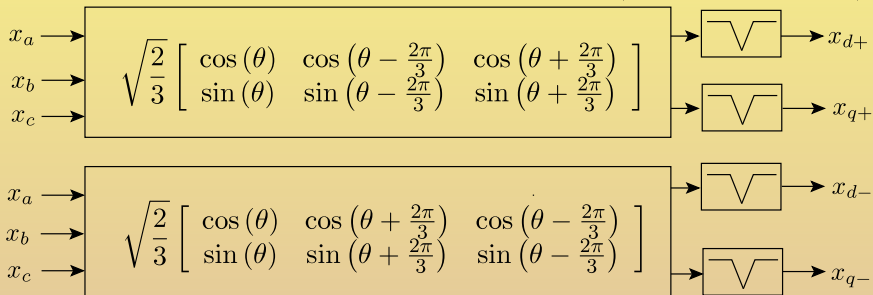 x_a
x_b
x_c
√(2/3) [ cos(θ) cos(θ − 2π/3) cos(θ + 2π/3)
sin(θ) sin(θ − 2π/3) sin(θ + 2π/3) ]
x_{d+}
x_{q+}
x_a
x_b
x_c
√(2/3) [ cos(θ) cos(θ + 2π/3) cos(θ − 2π/3)
sin(θ) sin(θ + 2π/3) sin(θ − 2π/3) ]
x_{d−}
x_{q−}